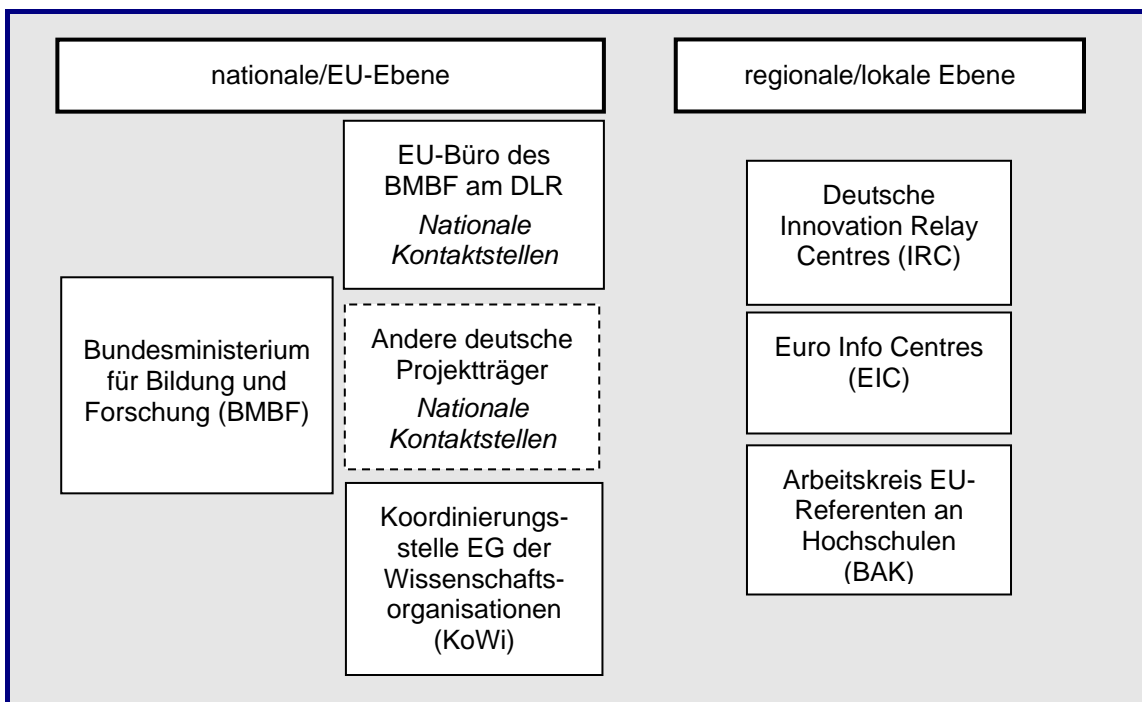 nationale/EU-Ebene
regionale/lokale Ebene
Bundesministerium
für Bildung und
Forschung (BMBF)
EU-Büro des
BMBF am DLR
Nationale
Kontaktstellen
Andere deutsche
Projektträger
Nationale
Kontaktstellen
Koordinierungs-
stelle EG der
Wissenschafts-
organisationen
(KoWi)
Deutsche
Innovation Relay
Centres (IRC)
Euro Info Centres
(EIC)
Arbeitskreis EU-
Referenten an
Hochschulen
(BAK)